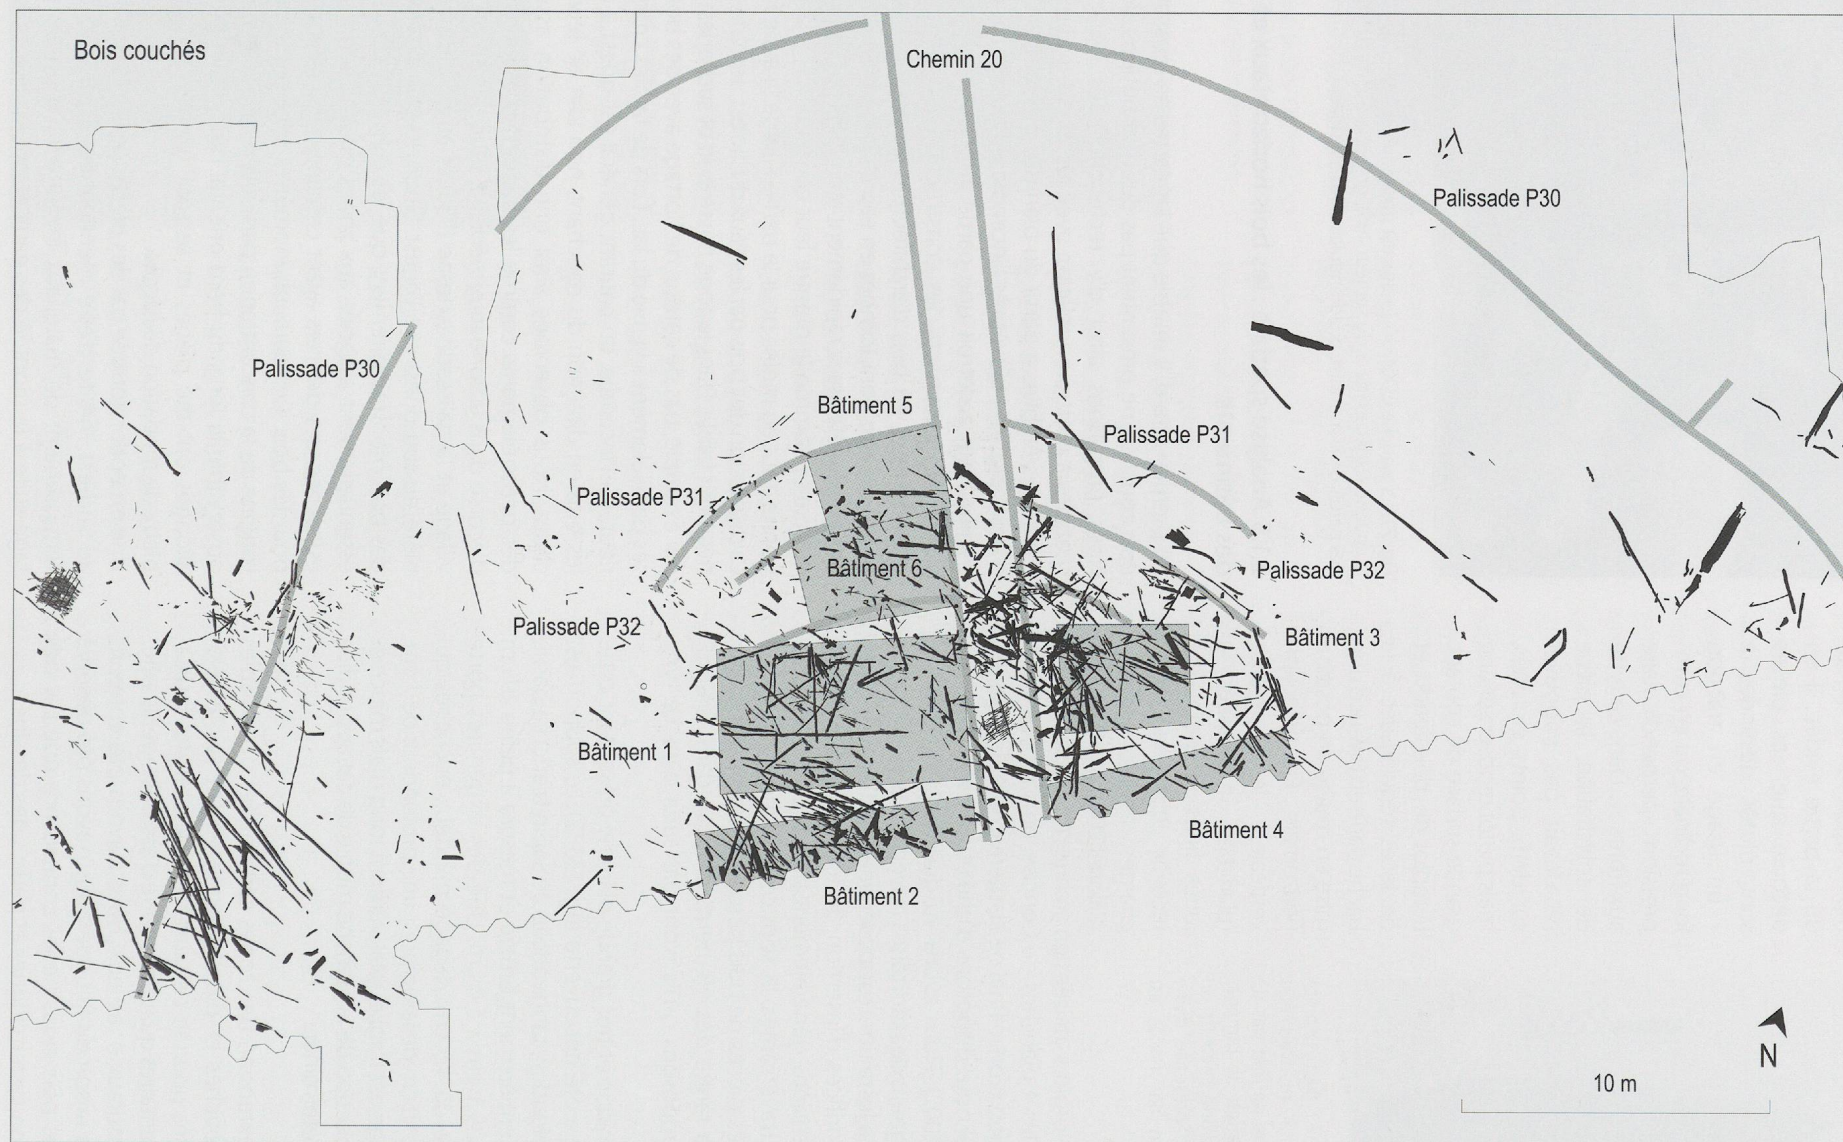 Bois couchés
Chemin 20
Palissade P30
Palissade P30
Bâtiment 5
Palissade P31
Palissade P31
Bâtiment 6
Palissade P32
Palissade P32
Bâtiment 3
Bâtiment 1
Bâtiment 4
Bâtiment 2
N
10 m